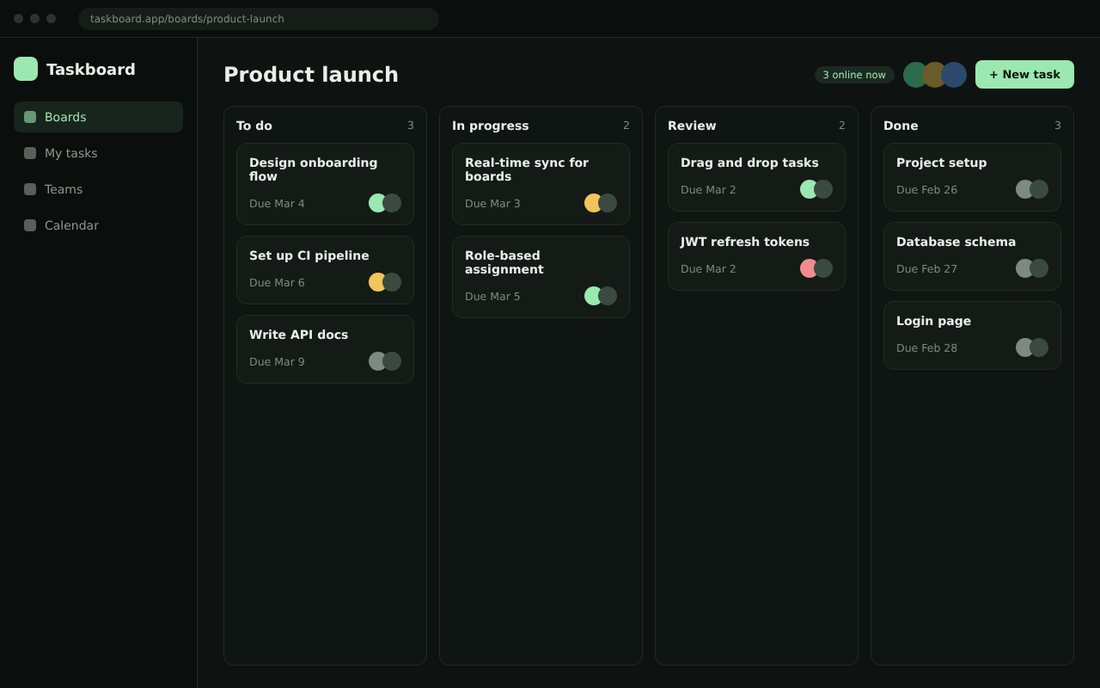 taskboard.app/boards/product-launch
Taskboard
Boards
My tasks
Teams
Calendar
Product launch
3 online now
+ New task
To do 3
Design onboarding
flow
Due Mar 4
Set up CI pipeline
Due Mar 6
Write API docs
Due Mar 9
In progress 2
Real-time sync for
boards
Due Mar 3
Role-based
assignment
Due Mar 5
Review 2
Drag and drop tasks
Due Mar 2
JWT refresh tokens
Due Mar 2
Done 3
Project setup
Due Feb 26
Database schema
Due Feb 27
Login page
Due Feb 28